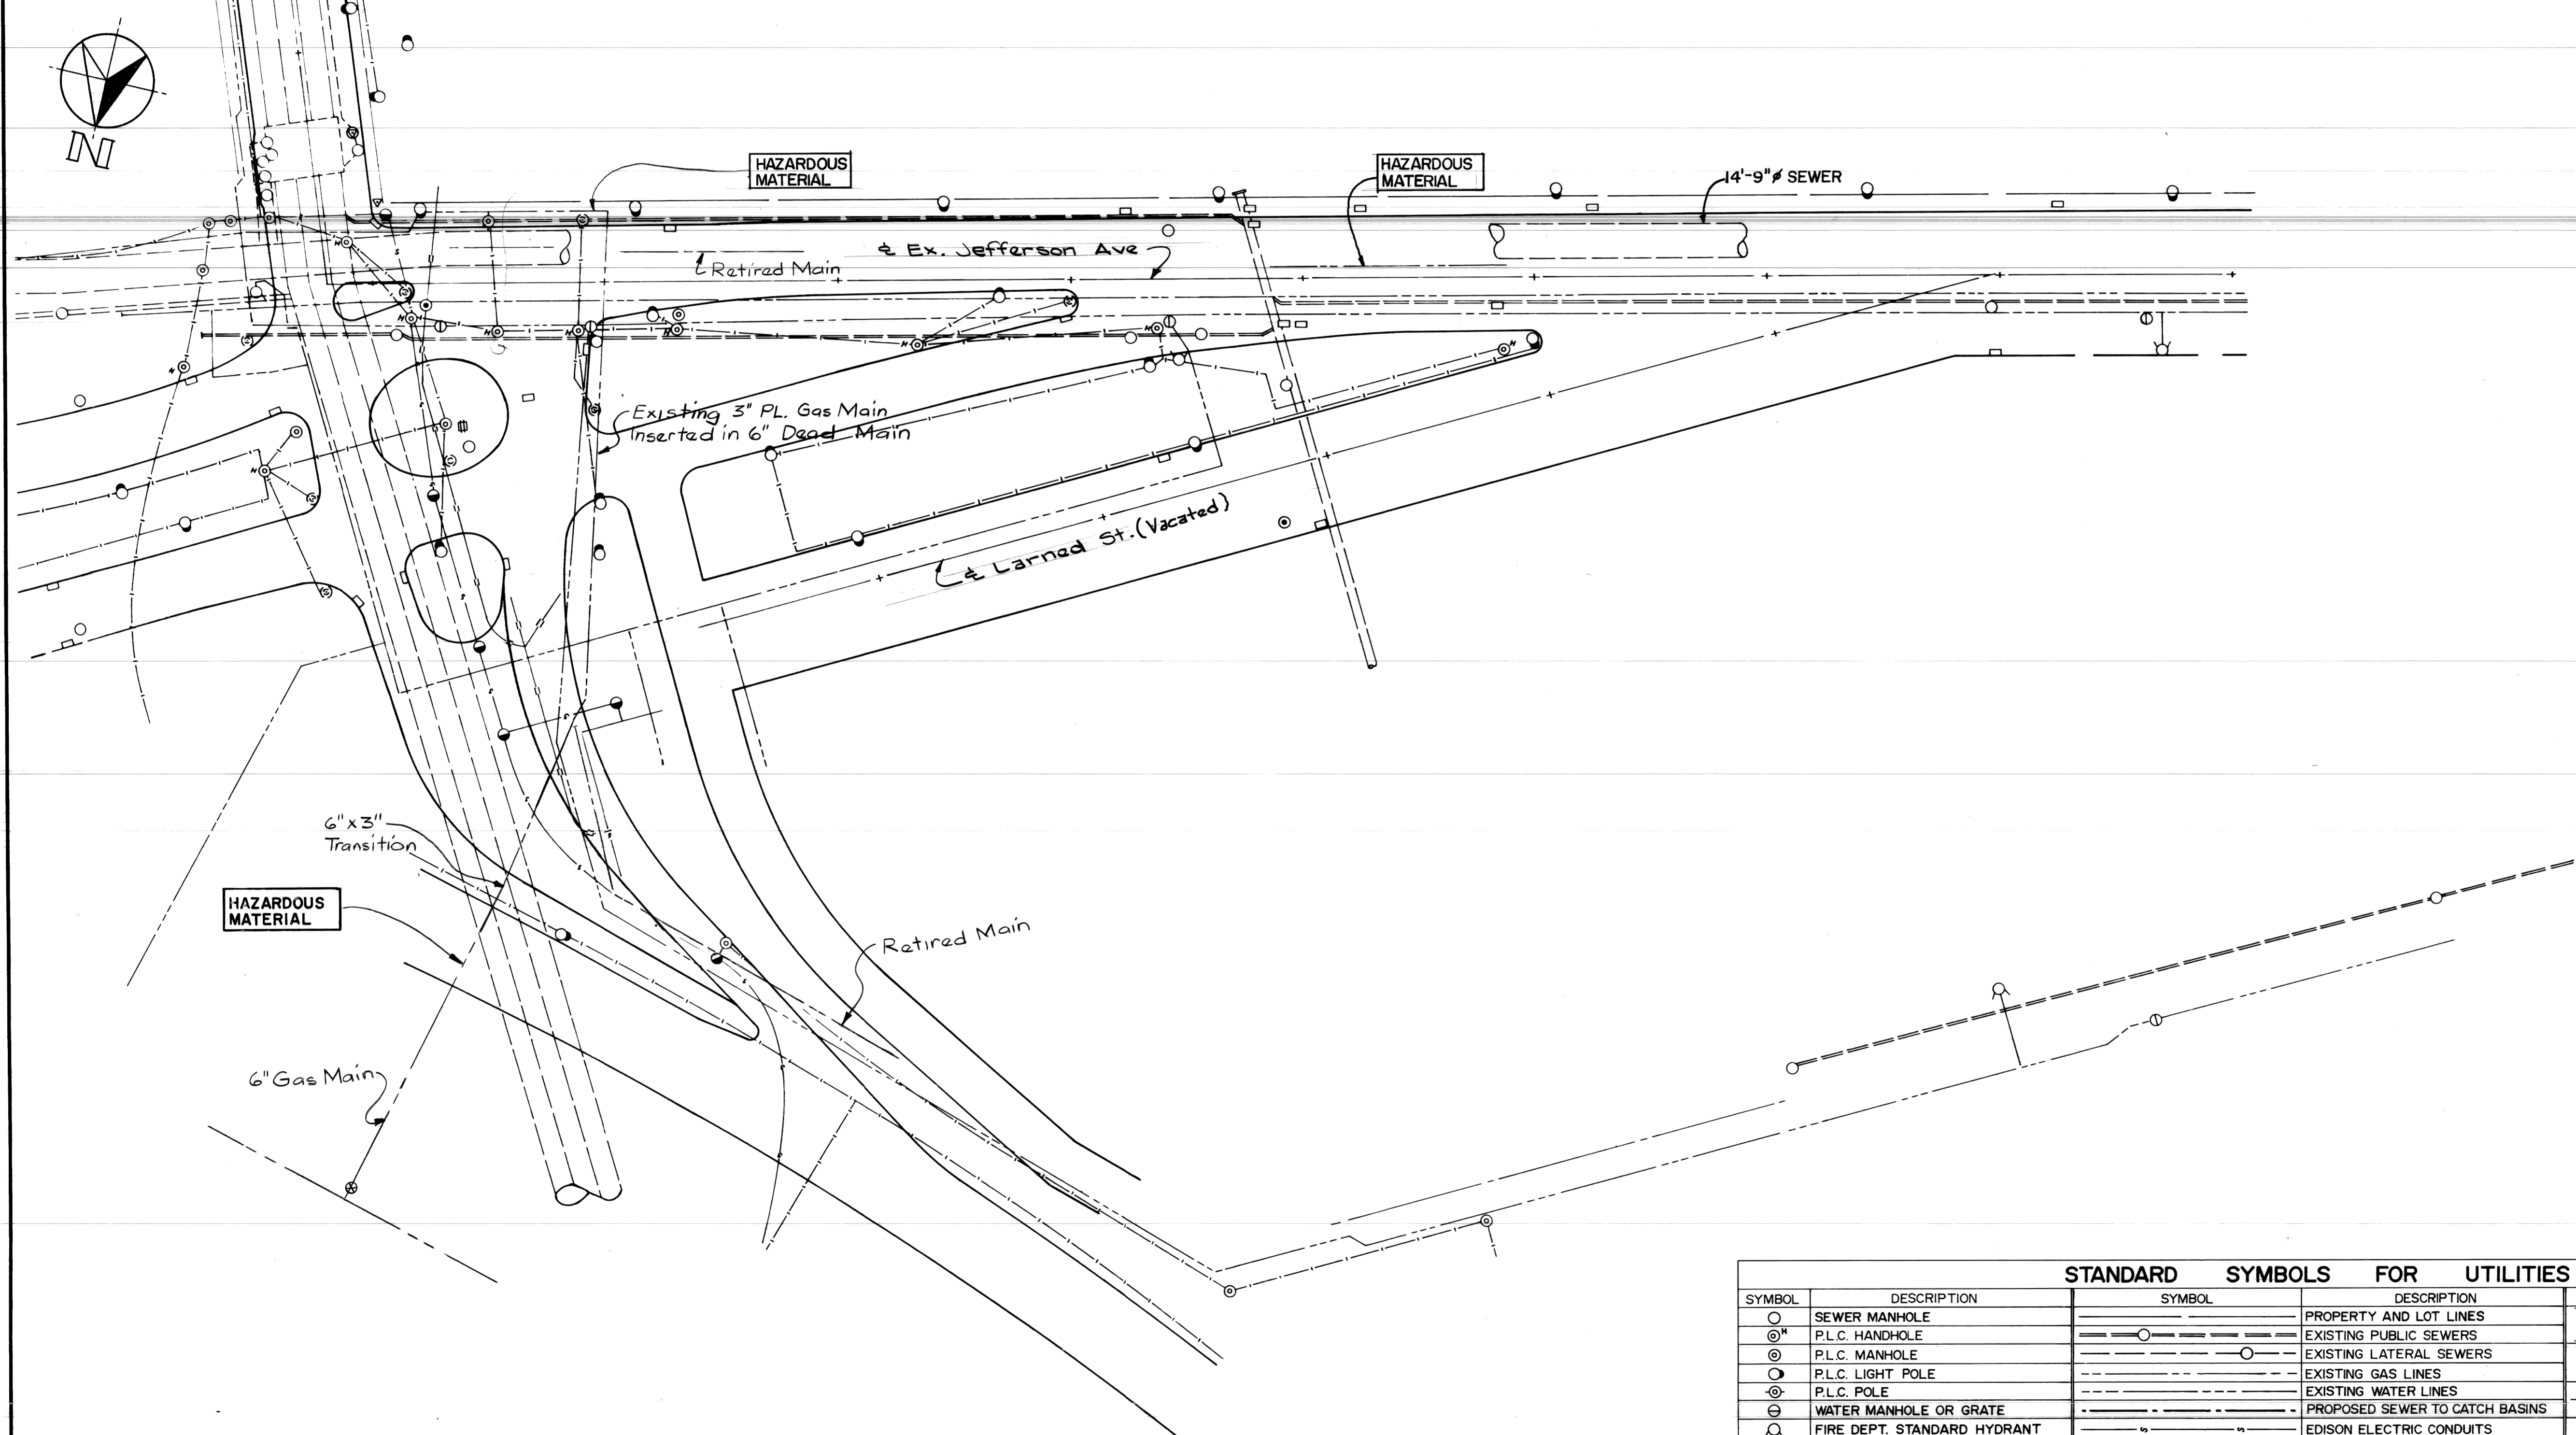 N
HAZARDOUS
MATERIAL
HAZARDOUS
MATERIAL
14'-9"ø SEWER
℄ Ex. Jefferson Ave
Retired Main
Existing 3" PL. Gas Main
Inserted in 6" Dead Main
℄ Larned St. (Vacated)
6"x3"
Transition
HAZARDOUS
MATERIAL
Retired Main
6" Gas Main
STANDARD SYMBOLS FOR UTILITIES
SYMBOL DESCRIPTION SYMBOL DESCRIPTION
SEWER MANHOLE PROPERTY AND LOT LINES
H P.L.C. HANDHOLE EXISTING PUBLIC SEWERS
P.L.C. MANHOLE EXISTING LATERAL SEWERS
P.L.C. LIGHT POLE EXISTING GAS LINES
P.L.C. POLE EXISTING WATER LINES
WATER MANHOLE OR GRATE PROPOSED SEWER TO CATCH BASINS
FIRE DEPT. STANDARD HYDRANT S S EDISON ELECTRIC CONDUITS